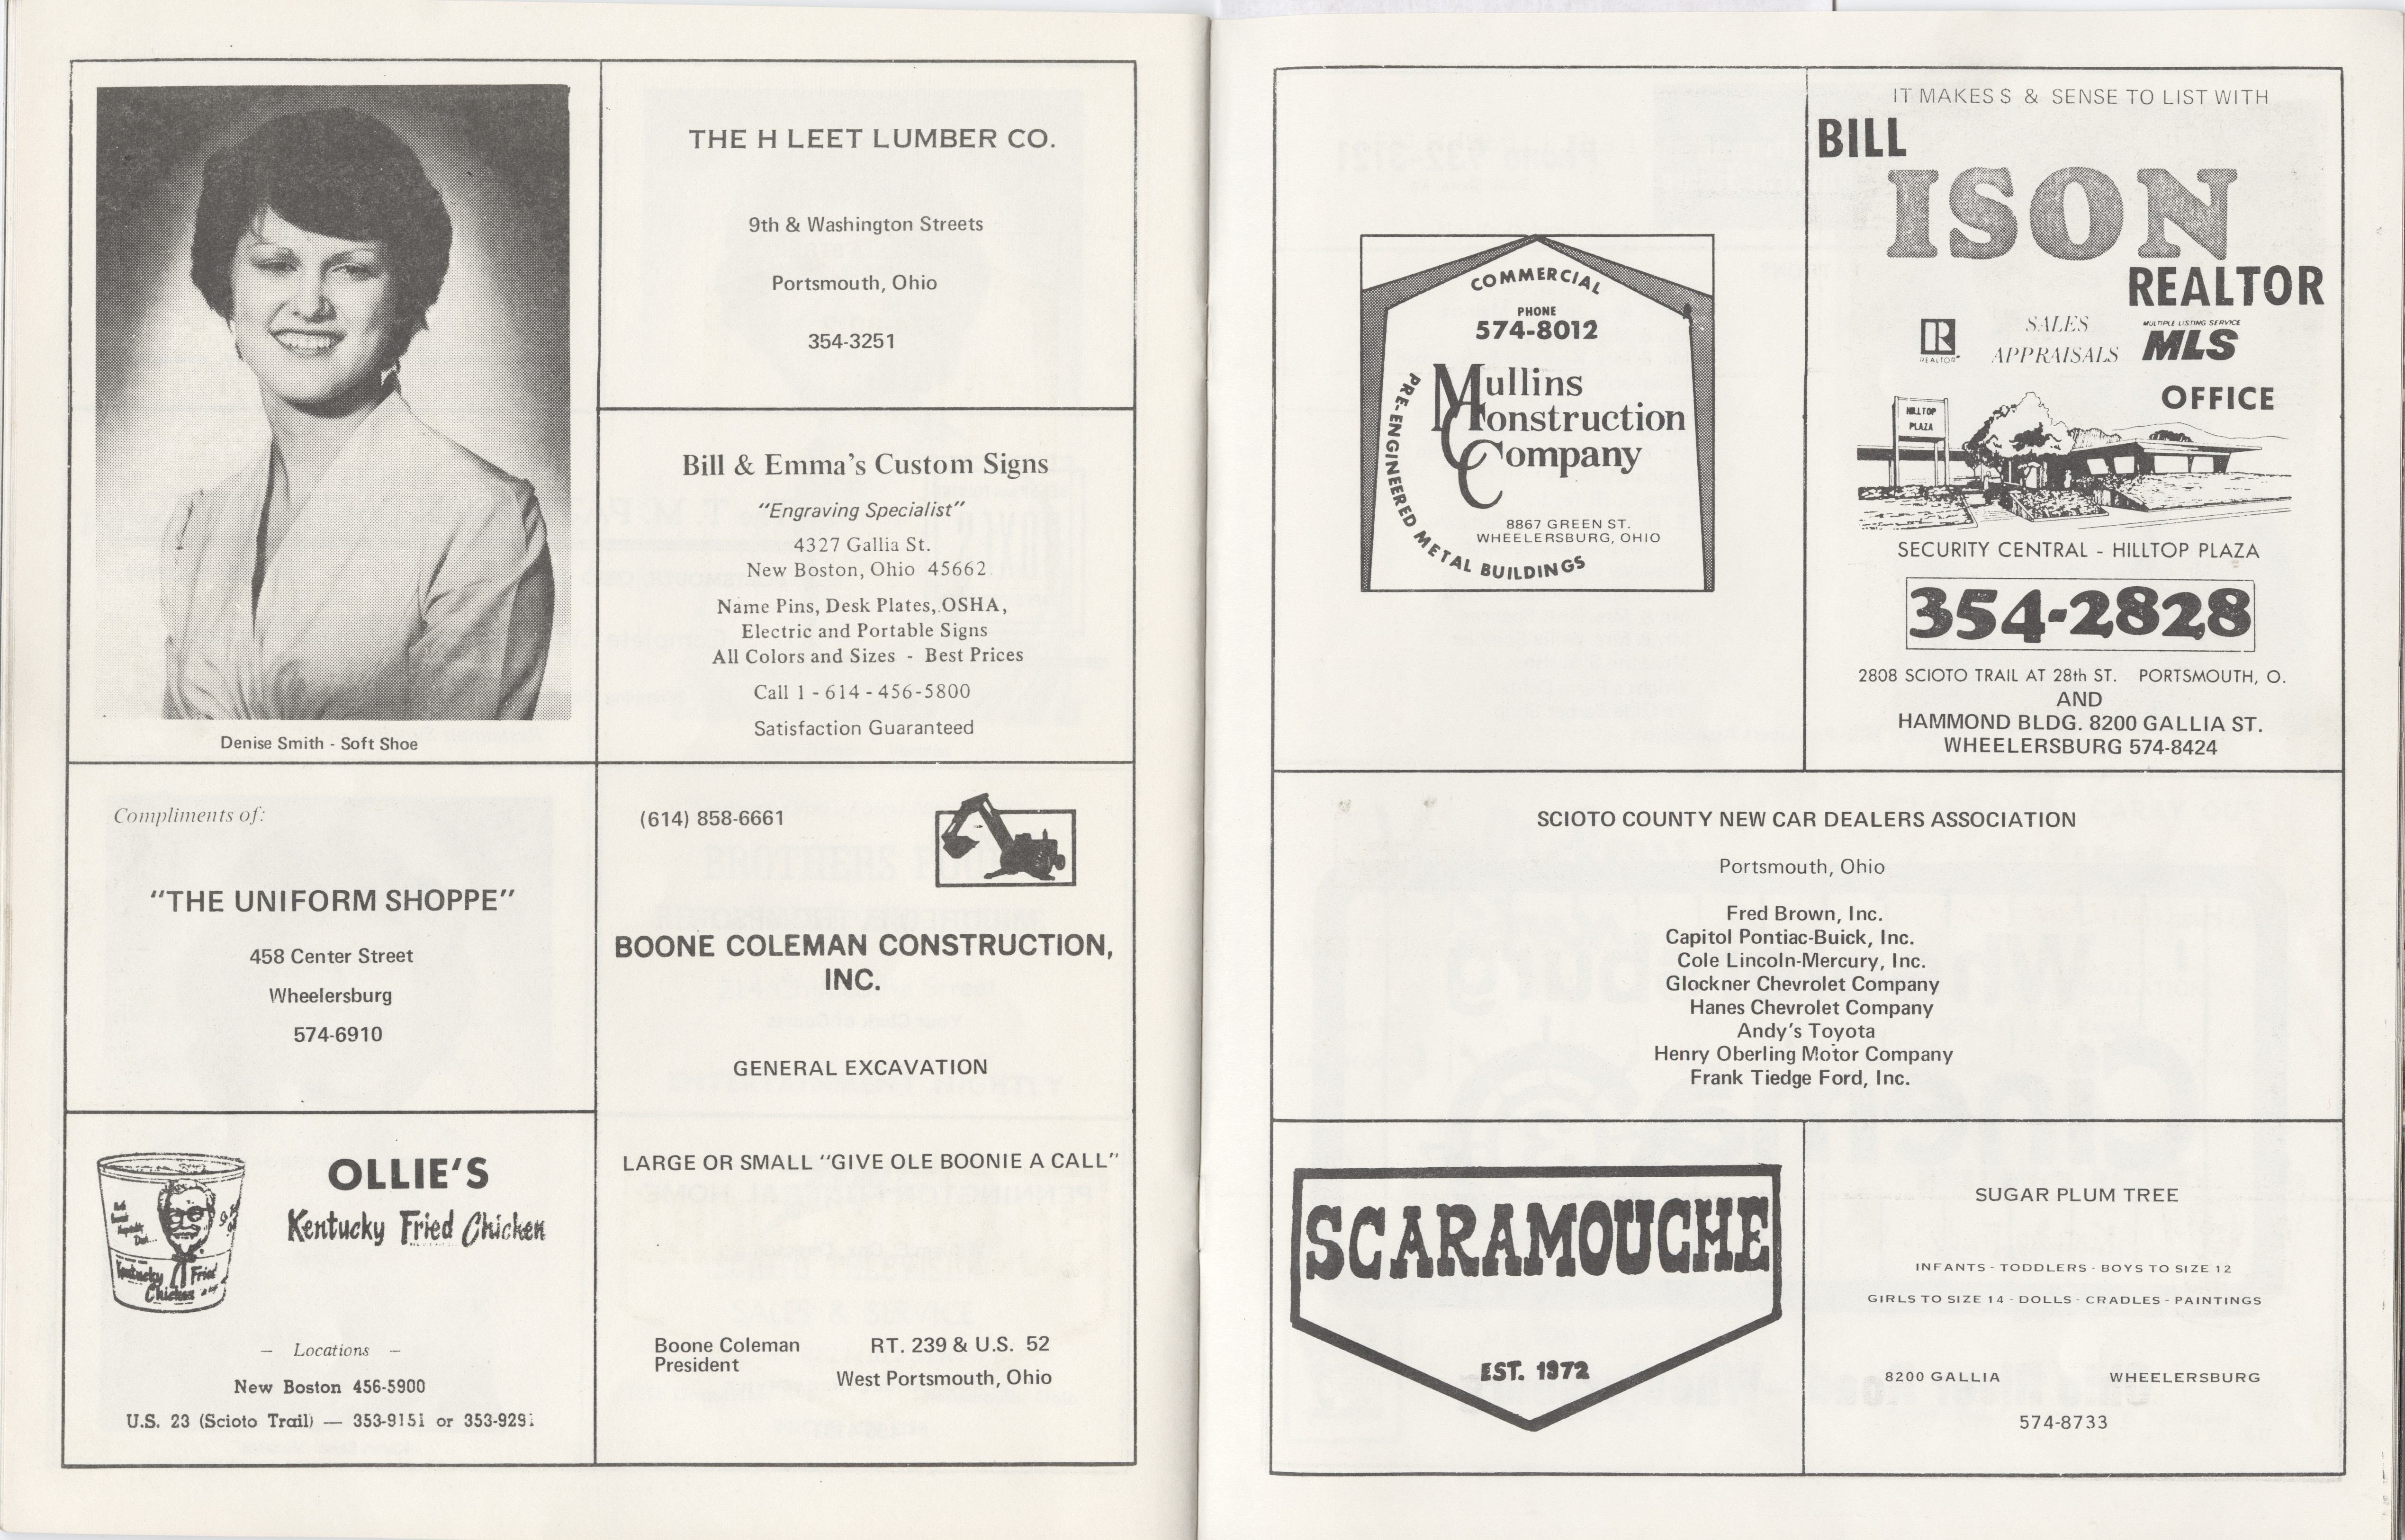 Denise Smith - Soft Shoe
THE H LEET LUMBER CO.
9th & Washington Streets
Portsmouth, Ohio
354-3251
Bill & Emma's Custom Signs
"Engraving Specialist"
4327 Gallia St.
New Boston, Ohio 45662
Name Pins, Desk Plates, OSHA,
Electric and Portable Signs
All Colors and Sizes - Best Prices
Call 1 - 614 - 456-5800
Satisfaction Guaranteed
Compliments of:
"THE UNIFORM SHOPPE"
458 Center Street
Wheelersburg
574-6910
(614) 858-6661
BOONE COLEMAN CONSTRUCTION,
INC.
GENERAL EXCAVATION
LARGE OR SMALL "GIVE OLE BOONIE A CALL"
Boone Coleman
President
RT. 239 & U.S. 52
West Portsmouth, Ohio
OLLIE'S
Kentucky Fried Chicken
Kentucky Fried
Chicken
- Locations -
New Boston 456-5900
U.S. 23 (Scioto Trail) — 353-9151 or 353-9291
COMMERCIAL
PHONE
574-8012
Mullins
Construction
Company
PRE-ENGINEERED METAL BUILDINGS
8867 GREEN ST.
WHEELERSBURG, OHIO
IT MAKES $ & SENSE TO LIST WITH
BILL
ISON
REALTOR
R
REALTOR
SALES
APPRAISALS
MULTIPLE LISTING SERVICE
MLS
OFFICE
HILLTOP
PLAZA
SECURITY CENTRAL - HILLTOP PLAZA
354-2828
2808 SCIOTO TRAIL AT 28th ST. PORTSMOUTH, O.
AND
HAMMOND BLDG. 8200 GALLIA ST.
WHEELERSBURG 574-8424
SCIOTO COUNTY NEW CAR DEALERS ASSOCIATION
Portsmouth, Ohio
Fred Brown, Inc.
Capitol Pontiac-Buick, Inc.
Cole Lincoln-Mercury, Inc.
Glockner Chevrolet Company
Hanes Chevrolet Company
Andy's Toyota
Henry Oberling Motor Company
Frank Tiedge Ford, Inc.
SCARAMOUCHE
EST. 1972
SUGAR PLUM TREE
INFANTS - TODDLERS - BOYS TO SIZE 12
GIRLS TO SIZE 14 - DOLLS - CRADLES - PAINTINGS
8200 GALLIA WHEELERSBURG
574-8733